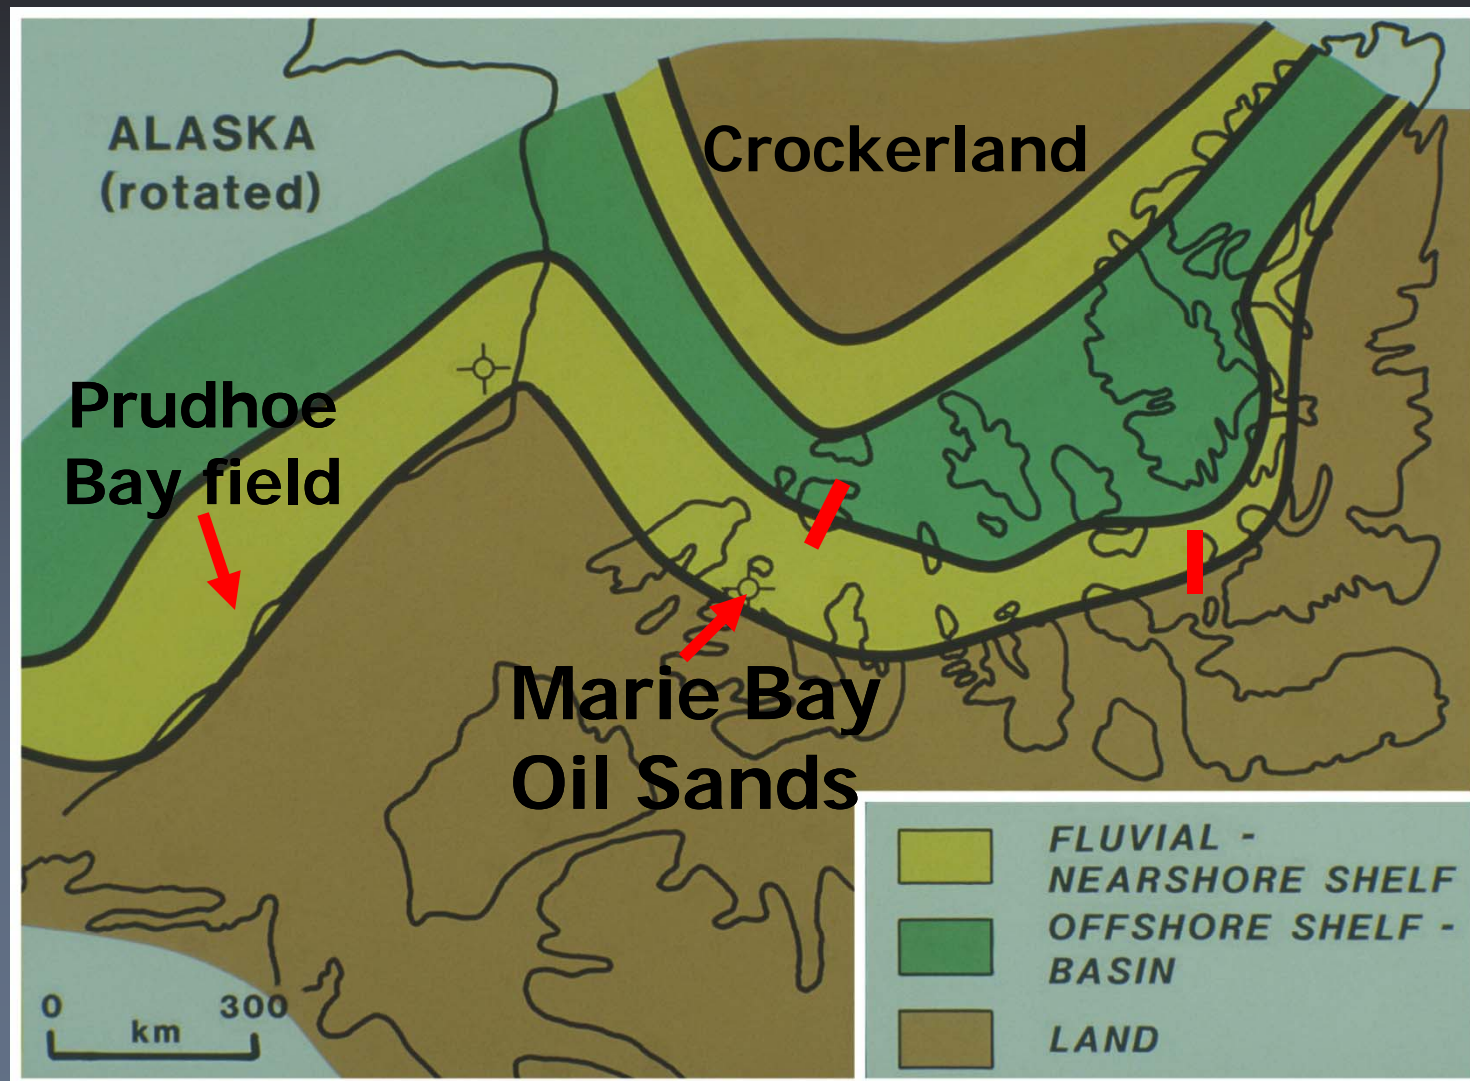 ALASKA
(rotated)
Crockerland
Prudhoe
Bay field
Marie Bay
Oil Sands
FLUVIAL -
NEARSHORE SHELF
OFFSHORE SHELF -
BASIN
LAND
0 300
km